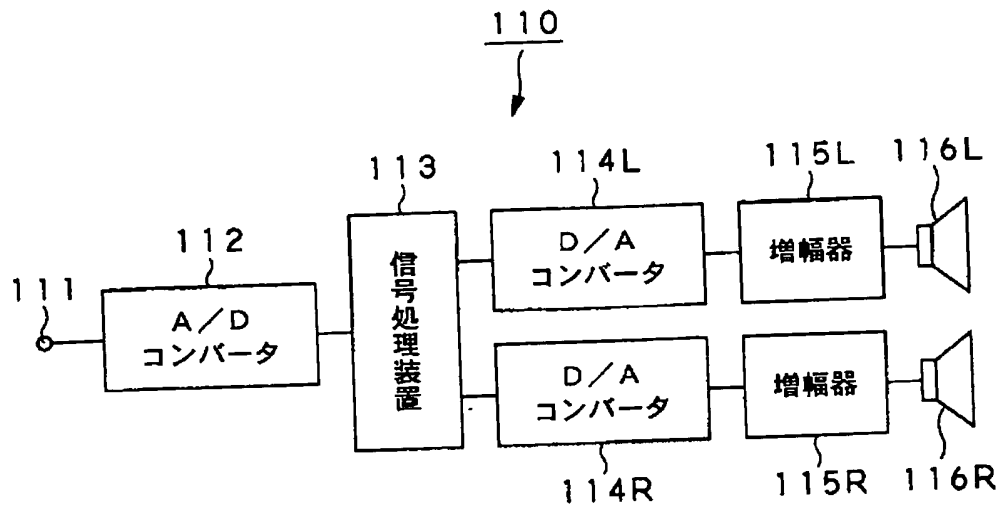 110
113
114L
115L
116L
112
111
A／D
コンバータ
信号処理装置
D／A
コンバータ
増幅器
D／A
コンバータ
増幅器
114R
115R
116R